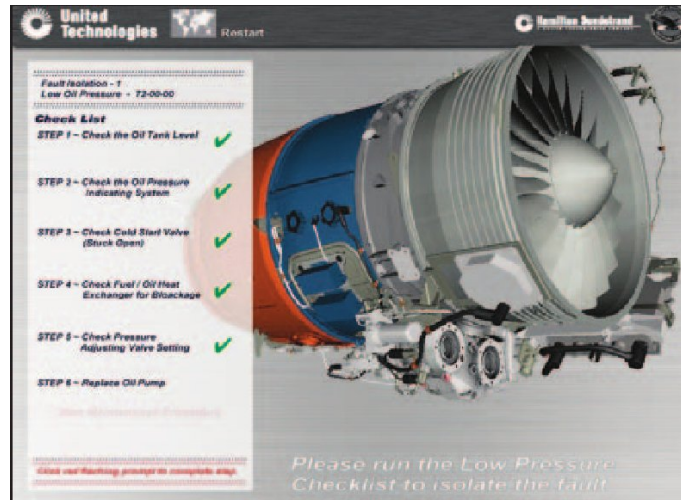 United
Technologies
Restart
Hamilton Sundstrand
Fault Isolation - 1
Low Oil Pressure - 72-00-00
Check List
STEP 1 - Check the Oil Tank Level
STEP 2 - Check the Oil Pressure
Indicating System
STEP 3 - Check Cold Start Valve
(Stuck Open)
STEP 4 - Check Fuel / Oil Heat
Exchanger for Bloackage
STEP 5 - Check Pressure
Adjusting Valve Setting
STEP 6 - Replace Oil Pump
Click red flashing prompt to complete step.
Please run the Low Pressure
Checklist to isolate the fault